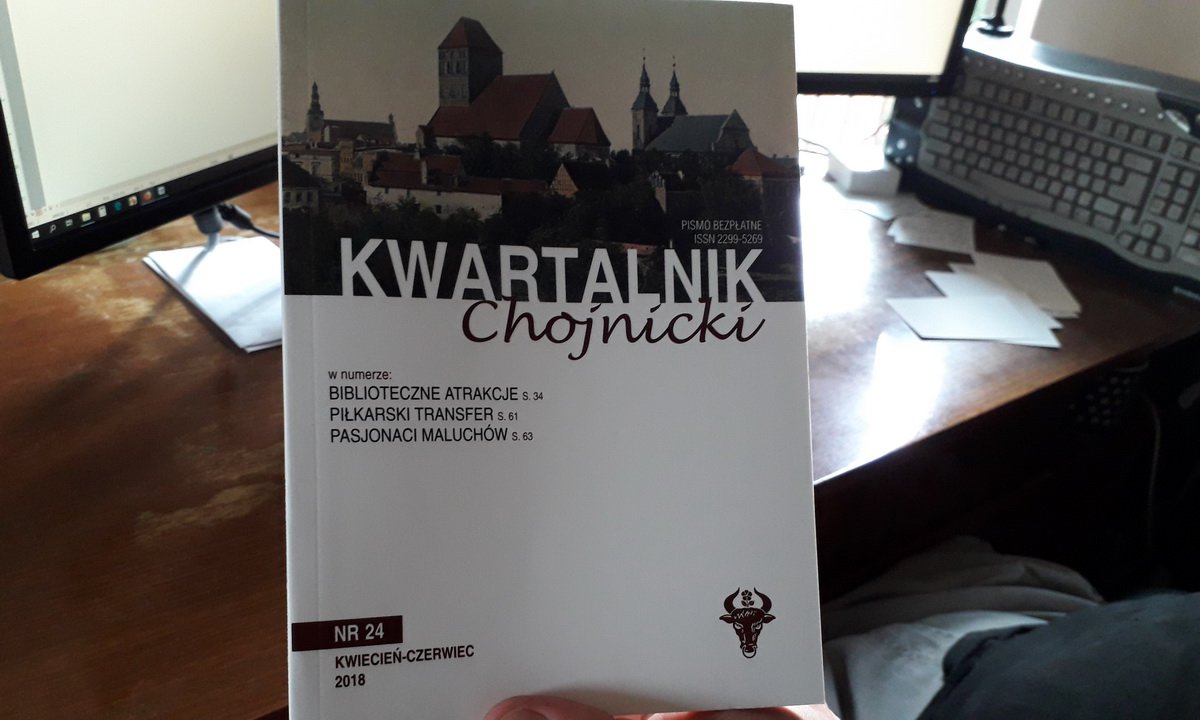 PISMO BEZPŁATNE
ISSN 2299-5269
KWARTALNIK
Chojnicki
w numerze:
BIBLIOTECZNE ATRAKCJE S. 34
PIŁKARSKI TRANSFER S. 61
PASJONACI MALUCHÓW S. 63
NR 24
KWIECIEŃ-CZERWIEC
2018